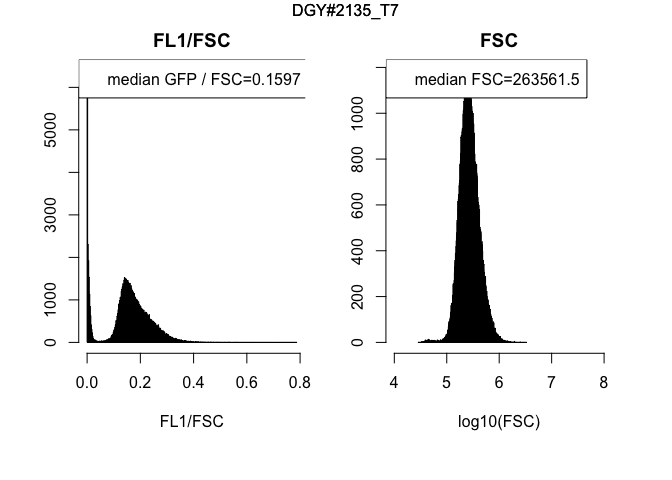 DGY#2135_T7
FL1/FSC
median GFP / FSC=0.1597
0 1000 3000 5000
0.0 0.2 0.4 0.6 0.8
FL1/FSC
FSC
median FSC=263561.5
0 200 400 600 800 1000
4 5 6 7 8
log10(FSC)